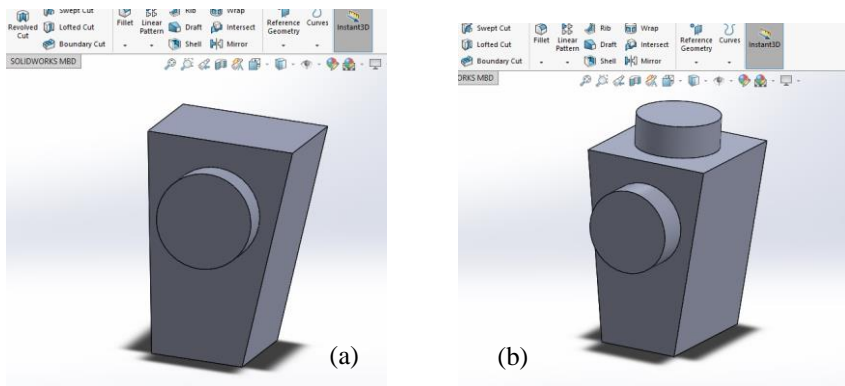 Revolved Cut
Swept Cut
Lofted Cut
Boundary Cut
Fillet
Linear Pattern
Rib
Draft
Shell
Wrap
Intersect
Mirror
Reference Geometry
Curves
Instant3D
SOLIDWORKS MBD
(a)
Swept Cut
Lofted Cut
Boundary Cut
Fillet
Linear Pattern
Rib
Draft
Shell
Wrap
Intersect
Mirror
Reference Geometry
Curves
Instant3D
ORKS MBD
(b)